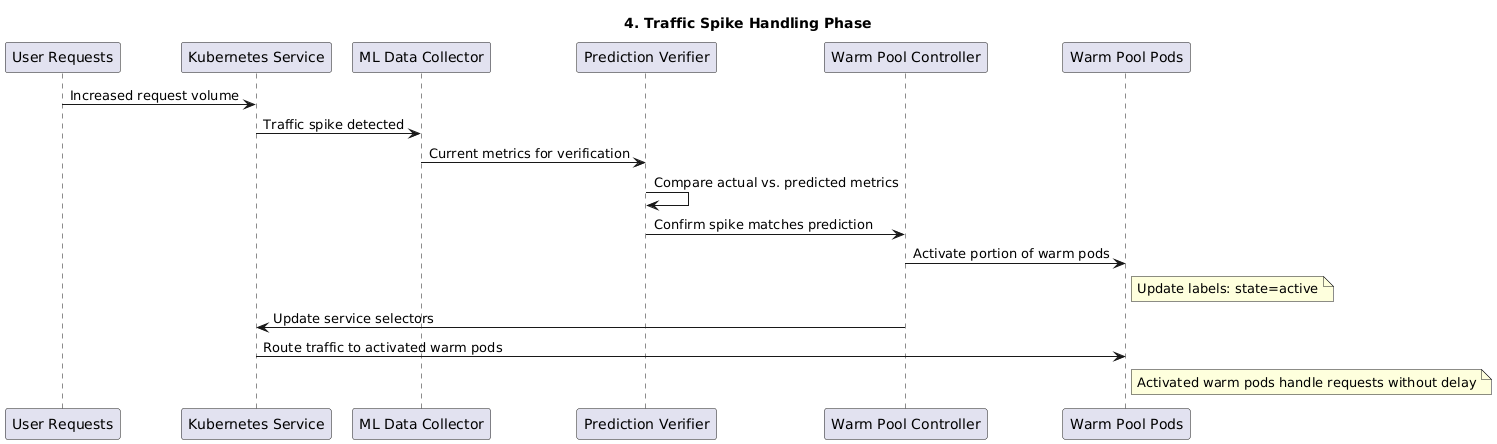 4. Traffic Spike Handling Phase
User Requests
Kubernetes Service
ML Data Collector
Prediction Verifier
Warm Pool Controller
Warm Pool Pods
Increased request volume
Traffic spike detected
Current metrics for verification
Compare actual vs. predicted metrics
Confirm spike matches prediction
Activate portion of warm pods
Update labels: state=active
Update service selectors
Route traffic to activated warm pods
Activated warm pods handle requests without delay
User Requests
Kubernetes Service
ML Data Collector
Prediction Verifier
Warm Pool Controller
Warm Pool Pods